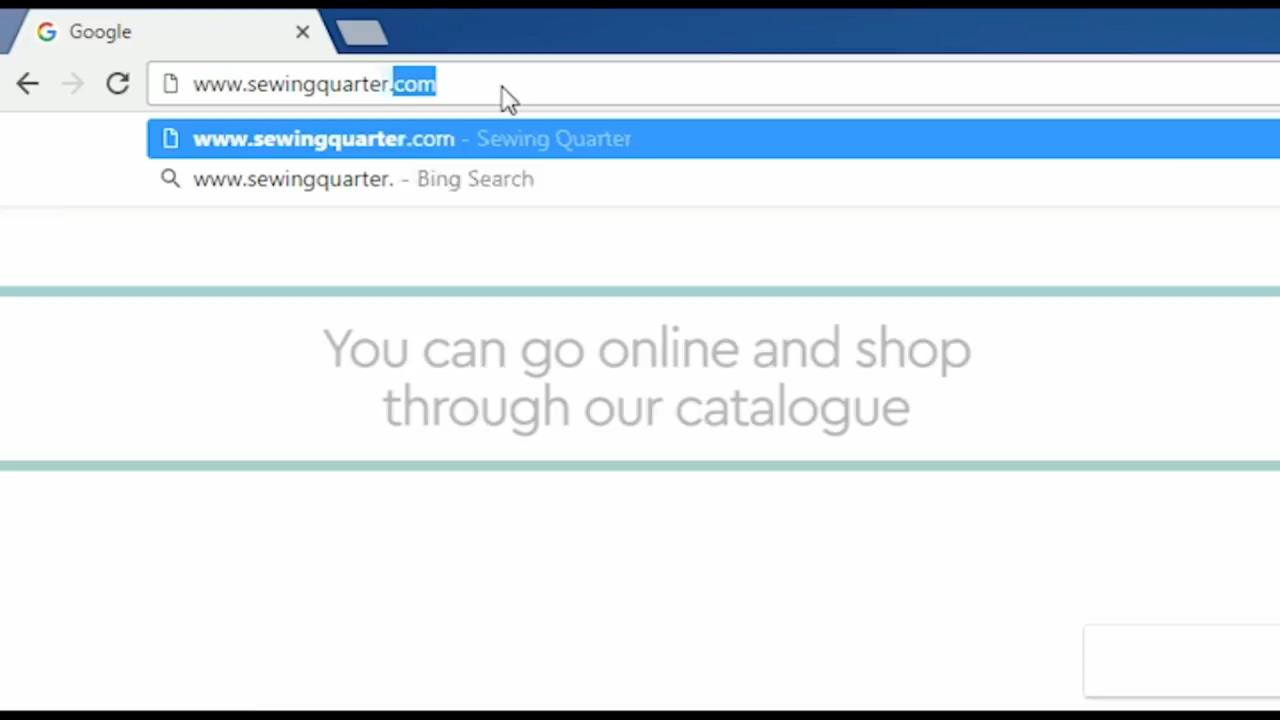 Google
www.sewingquarter.com
www.sewingquarter.com - Sewing Quarter
www.sewingquarter. - Bing Search
You can go online and shop
through our catalogue